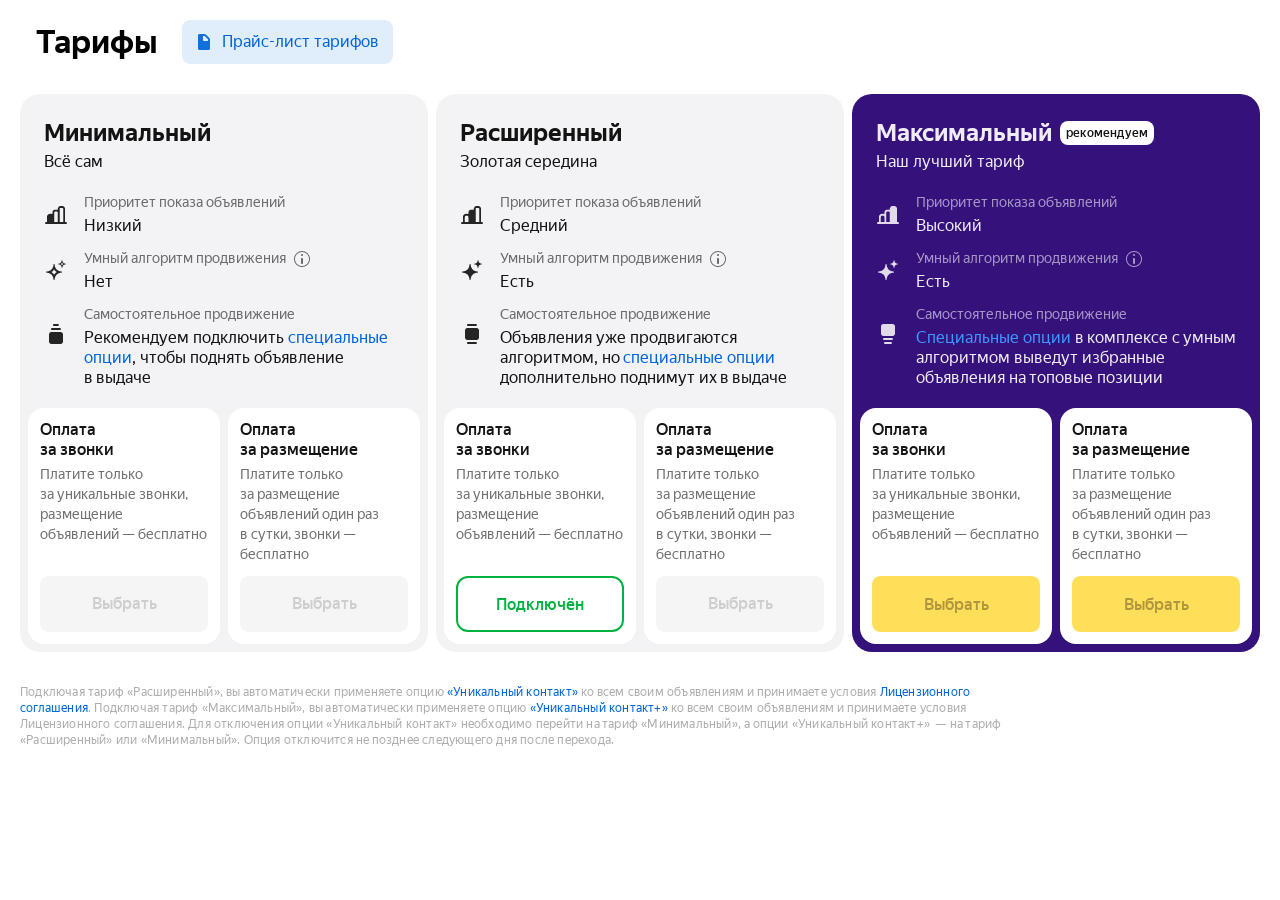 Тарифы
Прайс-лист тарифов
Минимальный
Всё сам
Приоритет показа объявлений
Низкий
Умный алгоритм продвижения
Нет
Самостоятельное продвижение
Рекомендуем подключить специальные
опции, чтобы поднять объявление
в выдаче
Оплата
за звонки
Платите только
за уникальные звонки,
размещение
объявлений — бесплатно
Выбрать
Оплата
за размещение
Платите только
за размещение
объявлений один раз
в сутки, звонки —
бесплатно
Выбрать
Расширенный
Золотая середина
Приоритет показа объявлений
Средний
Умный алгоритм продвижения
Есть
Самостоятельное продвижение
Объявления уже продвигаются
алгоритмом, но специальные опции
дополнительно поднимут их в выдаче
Оплата
за звонки
Платите только
за уникальные звонки,
размещение
объявлений — бесплатно
Подключён
Оплата
за размещение
Платите только
за размещение
объявлений один раз
в сутки, звонки —
бесплатно
Выбрать
Максимальный рекомендуем
Наш лучший тариф
Приоритет показа объявлений
Высокий
Умный алгоритм продвижения
Есть
Самостоятельное продвижение
Специальные опции в комплексе с умным
алгоритмом выведут избранные
объявления на топовые позиции
Оплата
за звонки
Платите только
за уникальные звонки,
размещение
объявлений — бесплатно
Выбрать
Оплата
за размещение
Платите только
за размещение
объявлений один раз
в сутки, звонки —
бесплатно
Выбрать
Подключая тариф «Расширенный», вы автоматически применяете опцию «Уникальный контакт» ко всем своим объявлениям и принимаете условия Лицензионного
соглашения. Подключая тариф «Максимальный», вы автоматически применяете опцию «Уникальный контакт+» ко всем своим объявлениям и принимаете условия
Лицензионного соглашения. Для отключения опции «Уникальный контакт» необходимо перейти на тариф «Минимальный», а опции «Уникальный контакт+» — на тариф
«Расширенный» или «Минимальный». Опция отключится не позднее следующего дня после перехода.